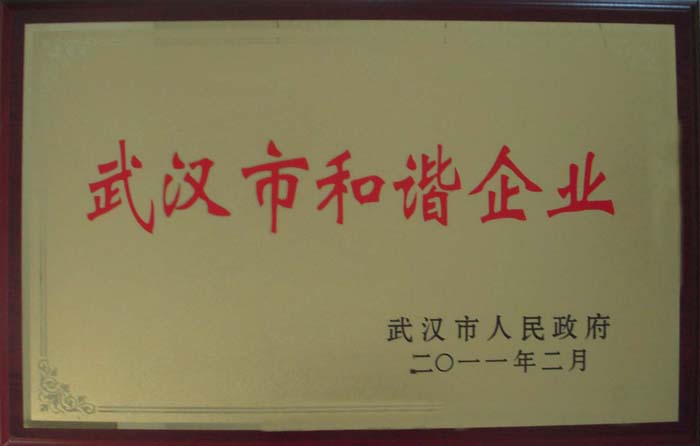 武汉市和谐企业
武汉市人民政府
二〇一一年二月